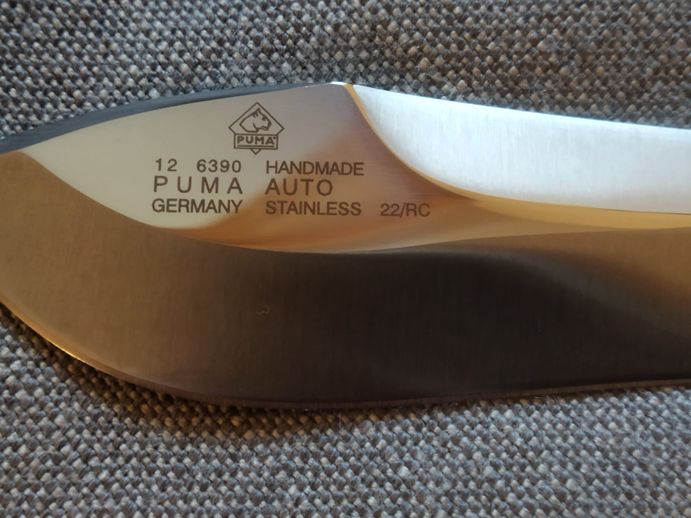 PUMA
12 6390 HANDMADE
PUMA AUTO
GERMANY STAINLESS 22/RC